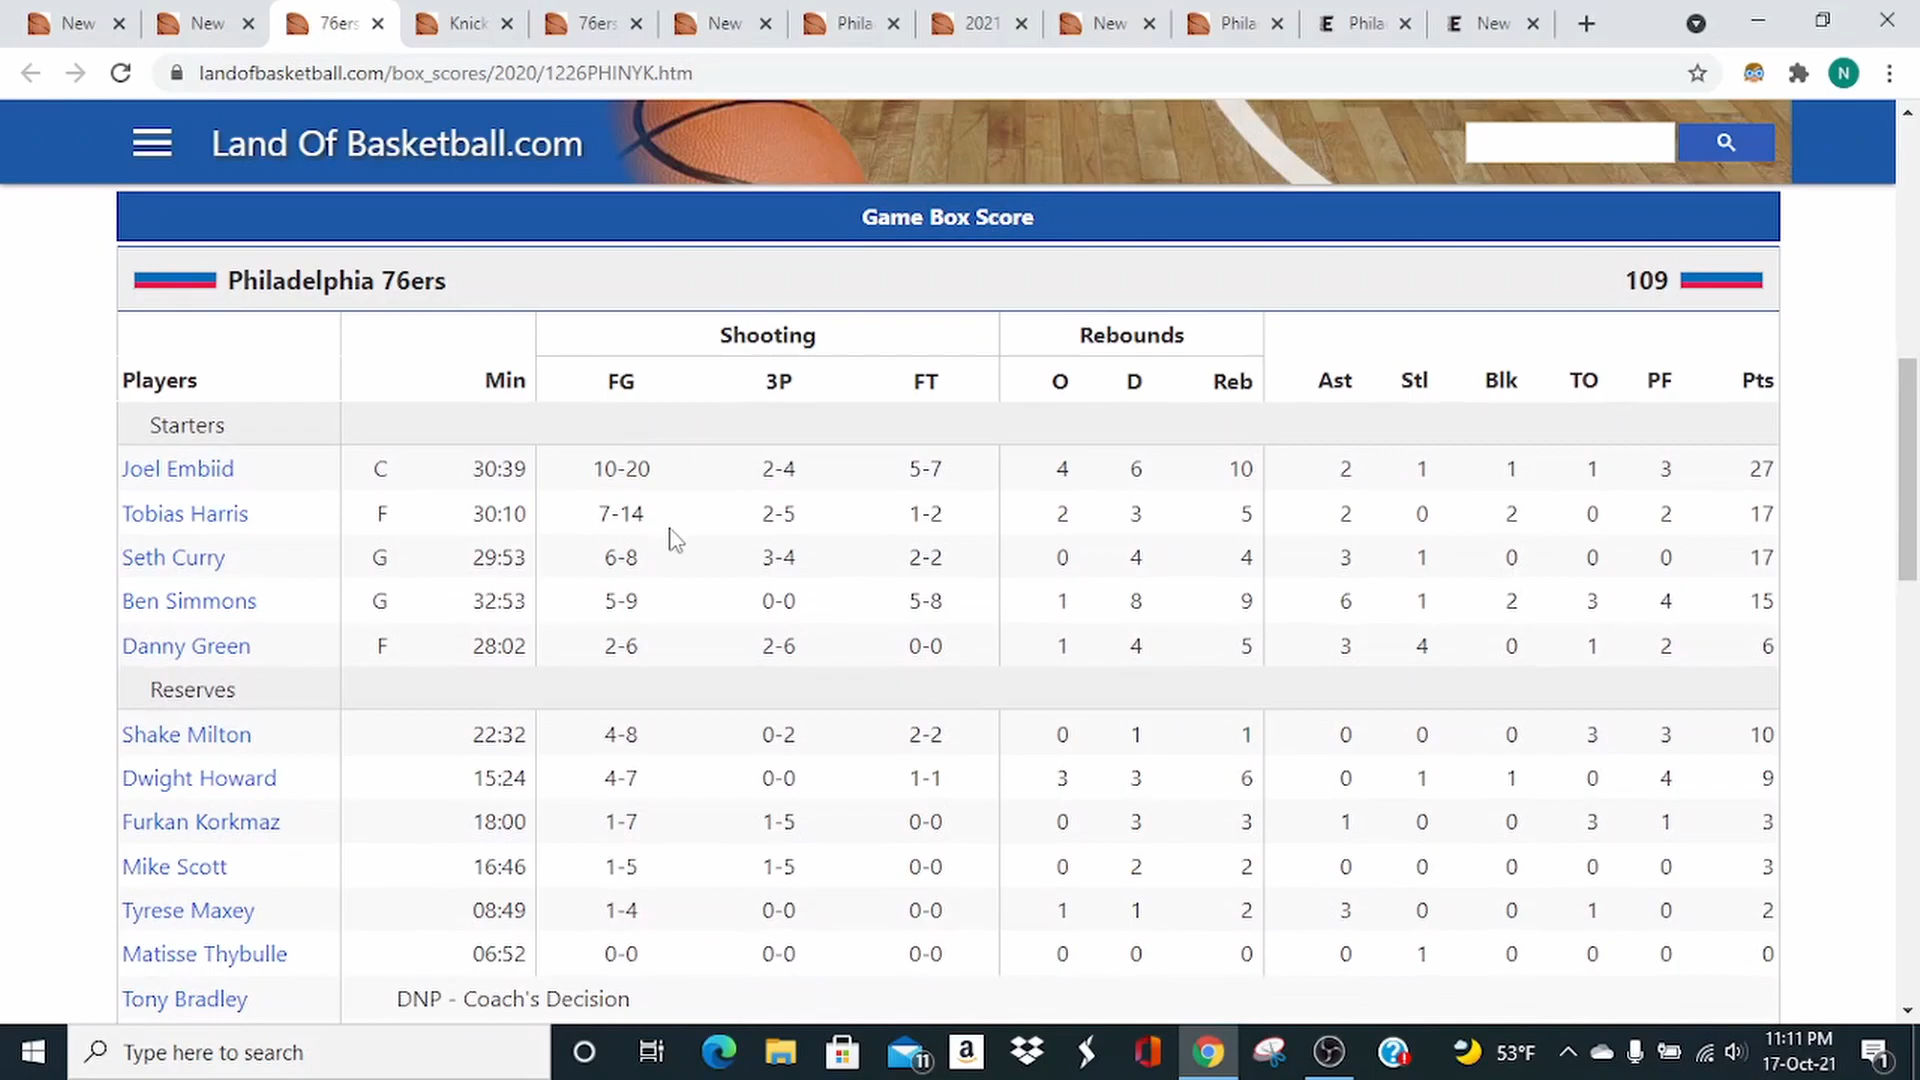 New
New
76ers
Knick
76ers
New
Phila
2021
New
Phila
E Phila
E New
landofbasketball.com/box_scores/2020/1226PHINYK.htm
N
Land Of Basketball.com
Game Box Score
Philadelphia 76ers 109
Shooting Rebounds
Players Min FG 3P FT O D Reb Ast Stl Blk TO PF Pts
Starters
Joel Embiid C 30:39 10-20 2-4 5-7 4 6 10 2 1 1 1 3 27
Tobias Harris F 30:10 7-14 2-5 1-2 2 3 5 2 0 2 0 2 17
Seth Curry G 29:53 6-8 3-4 2-2 0 4 4 3 1 0 0 0 17
Ben Simmons G 32:53 5-9 0-0 5-8 1 8 9 6 1 2 3 4 15
Danny Green F 28:02 2-6 2-6 0-0 1 4 5 3 4 0 1 2 6
Reserves
Shake Milton 22:32 4-8 0-2 2-2 0 1 1 0 0 0 3 3 10
Dwight Howard 15:24 4-7 0-0 1-1 3 3 6 0 1 1 0 4 9
Furkan Korkmaz 18:00 1-7 1-5 0-0 0 3 3 1 0 0 3 1 3
Mike Scott 16:46 1-5 1-5 0-0 0 2 2 0 0 0 0 0 3
Tyrese Maxey 08:49 1-4 0-0 0-0 1 1 2 3 0 0 1 0 2
Matisse Thybulle 06:52 0-0 0-0 0-0 0 0 0 0 1 0 0 0 0
Tony Bradley DNP - Coach's Decision
Type here to search
11
a
53°F
11:11 PM
17-Oct-21
1